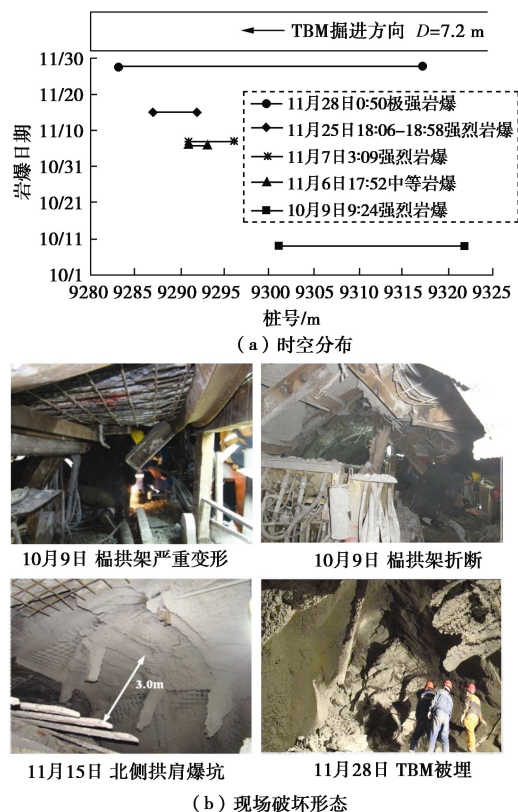 TBM掘进方向 D=7.2 m
11/30
11/20
11/10
10/31
10/21
10/11
10/1
岩爆日期
11月28日0:50极强岩爆
11月25日18:06–18:58强烈岩爆
11月7日3:09强烈岩爆
11月6日17:52中等岩爆
10月9日9:24强烈岩爆
9280 9285 9290 9295 9300 9305 9310 9315 9320 9325
桩号/m
(a)时空分布
10月9日 榀拱架严重变形
10月9日 榀拱架折断
3.0m
11月15日 北侧拱肩爆坑
11月28日 TBM被埋
(b)现场破坏形态